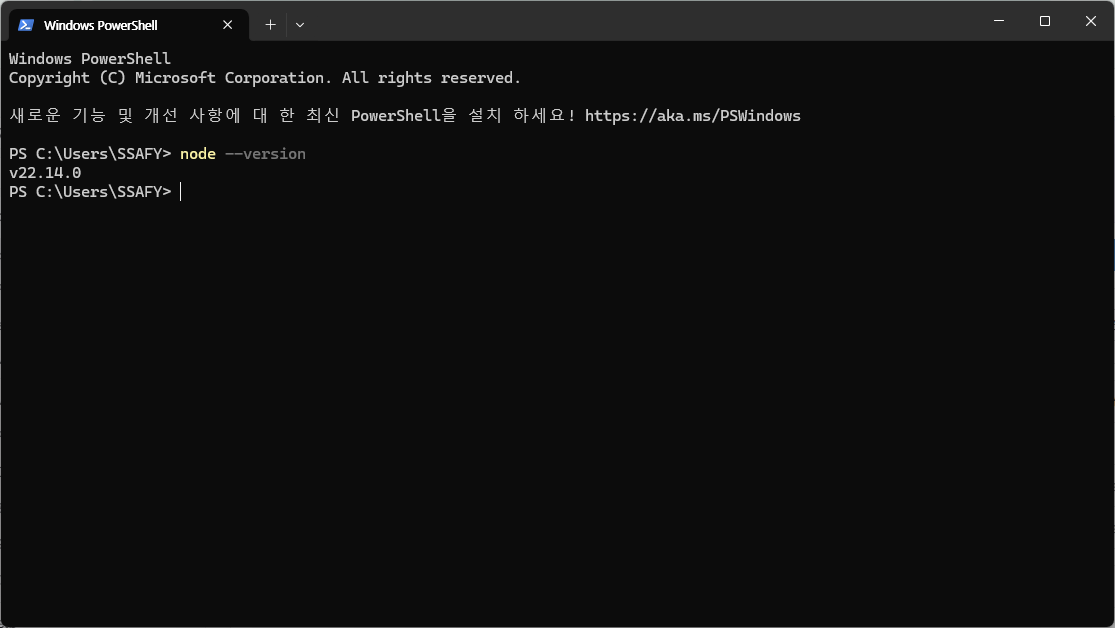 Windows PowerShell
Windows PowerShell
Copyright (C) Microsoft Corporation. All rights reserved.
새로운 기능 및 개선 사항에 대 한 최신 PowerShell을 설치 하세요! https://aka.ms/PSWindows
PS C:\Users\SSAFY> node --version
v22.14.0
PS C:\Users\SSAFY>